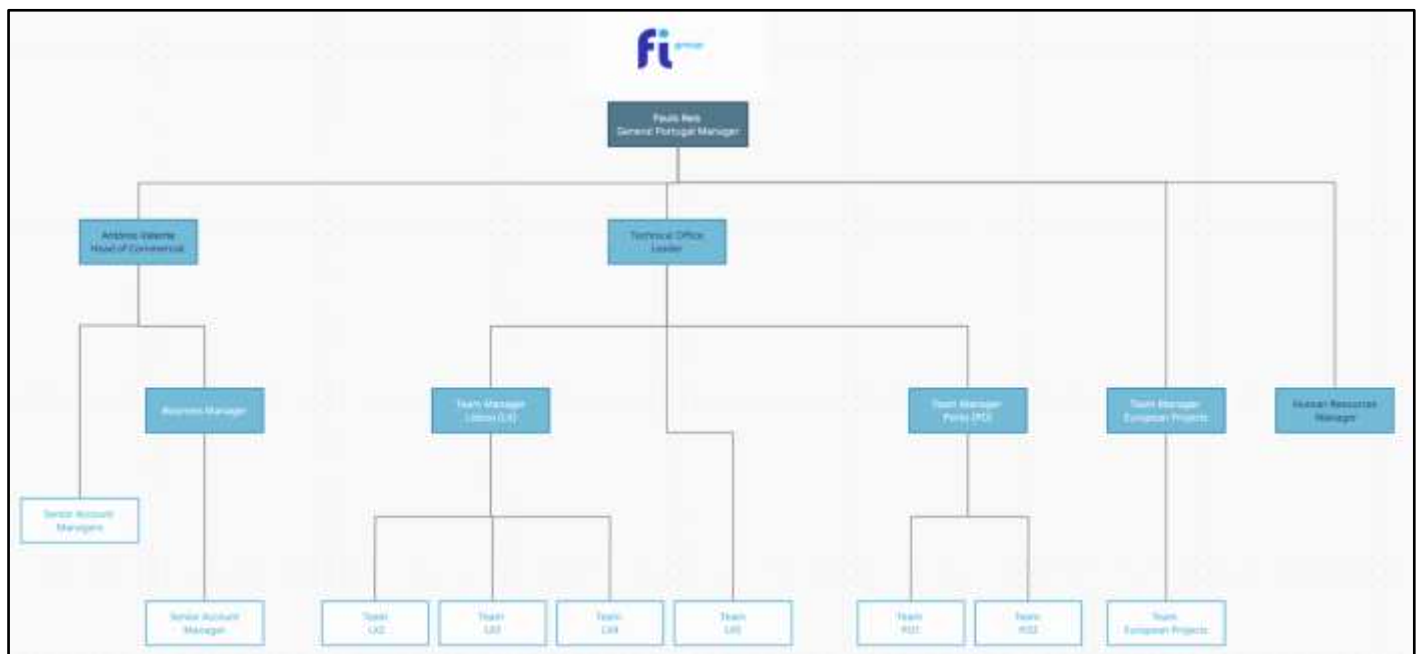 fi group
Paulo Reis
General Portugal Manager
António Valente
Head of Commercial
Technical Office
Leader
Business Manager
Team Manager
Lisboa (LX)
Team Manager
Porto (PO)
Team Manager
European Projects
Human Resources
Manager
Senior Account
Managers
Senior Account
Manager
Team
LX2
Team
LX3
Team
LX4
Team
Team
PO1
Team
PO2
Team
European Projects